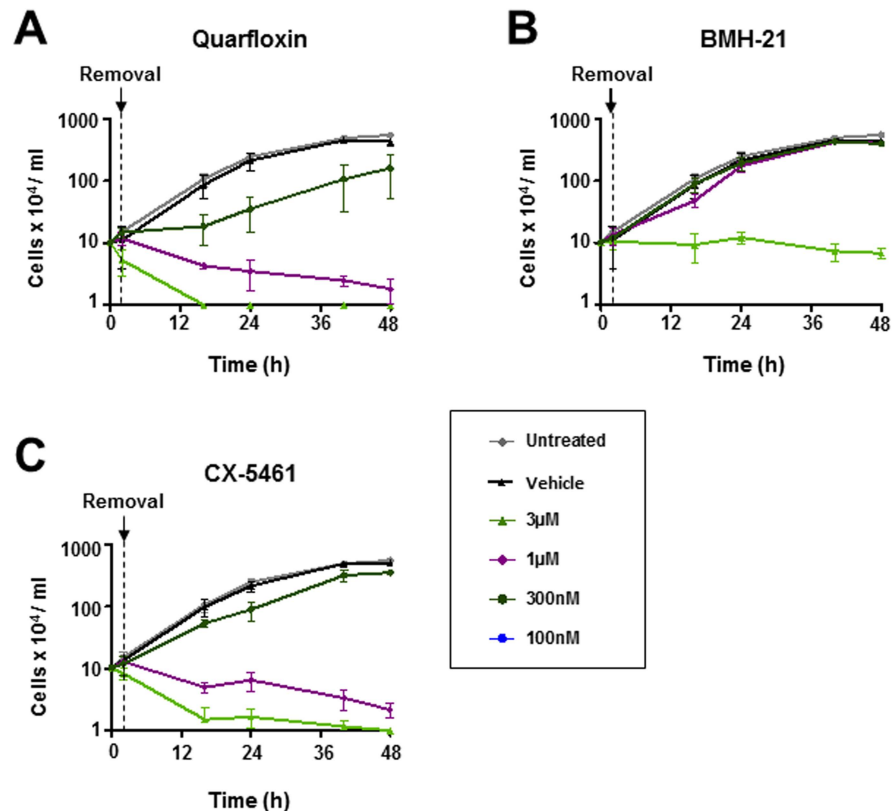 A
Quarfloxin
Removal
Cells x 10⁴/ ml
1000
100
10
1
0 12 24 36 48
Time (h)
B
BMH-21
Removal
Cells x 10⁴/ ml
1000
100
10
1
0 12 24 36 48
Time (h)
C
CX-5461
Removal
Cells x 10⁴/ ml
1000
100
10
1
0 12 24 36 48
Time (h)
Untreated
Vehicle
3µM
1µM
300nM
100nM